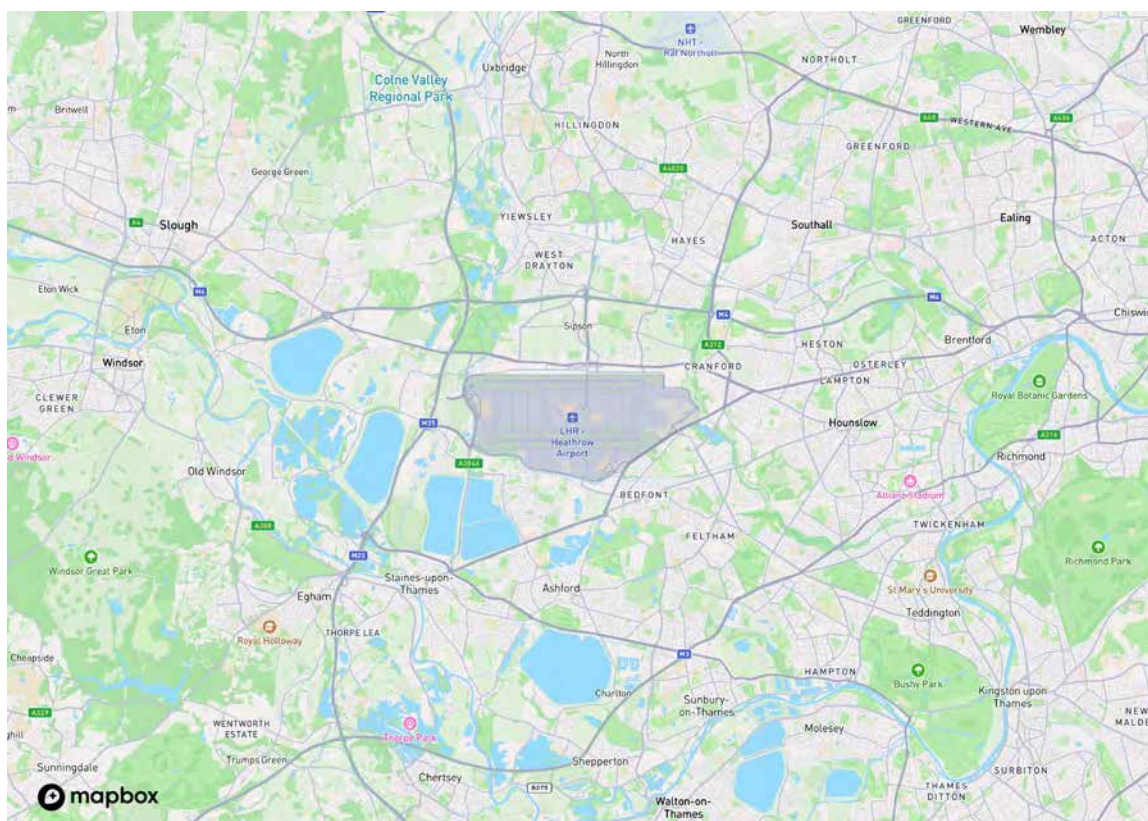 GREENFORD
Wembley
NHT -
Raf Northolt
North
Hillingdon
Uxbridge
NORTHOLT
Colne Valley
Regional Park
Britwell
A40
WESTERN AVE
A406
HILLINGDON
GREENFORD
George Green
A4020
A4
Slough
YIEWSLEY
Southall
Ealing
HAYES
ACTON
WEST
DRAYTON
Eton Wick
M4
M4
M4
Sipson
Chiswi
Eton
A312
HESTON
Brentford
Windsor
CRANFORD
OSTERLEY
LAMPTON
CLEWER
GREEN
Royal Botanic Gardens
LHR -
Heathrow
Airport
M25
Hounslow
A316
d Windsor
Old Windsor
A3044
Richmond
Allianz Stadium
BEDFONT
A308
TWICKENHAM
FELTHAM
M25
Richmond Park
Windsor Great Park
Staines-upon-
Thames
Ashford
St Mary's University
Egham
Teddington
THORPE LEA
Royal Holloway
M3
Cheapside
HAMPTON
Bushy Park
Charlton
Sunbury-
on-Thames
Kingston upon
Thames
A329
NEW
MALDE
WENTWORTH
ESTATE
Thorpe Park
Molesey
ghill
Trumps Green
Shepperton
Sunningdale
Chertsey
SURBITON
B375
THAMES
DITTON
mapbox
Walton-on-
Thames